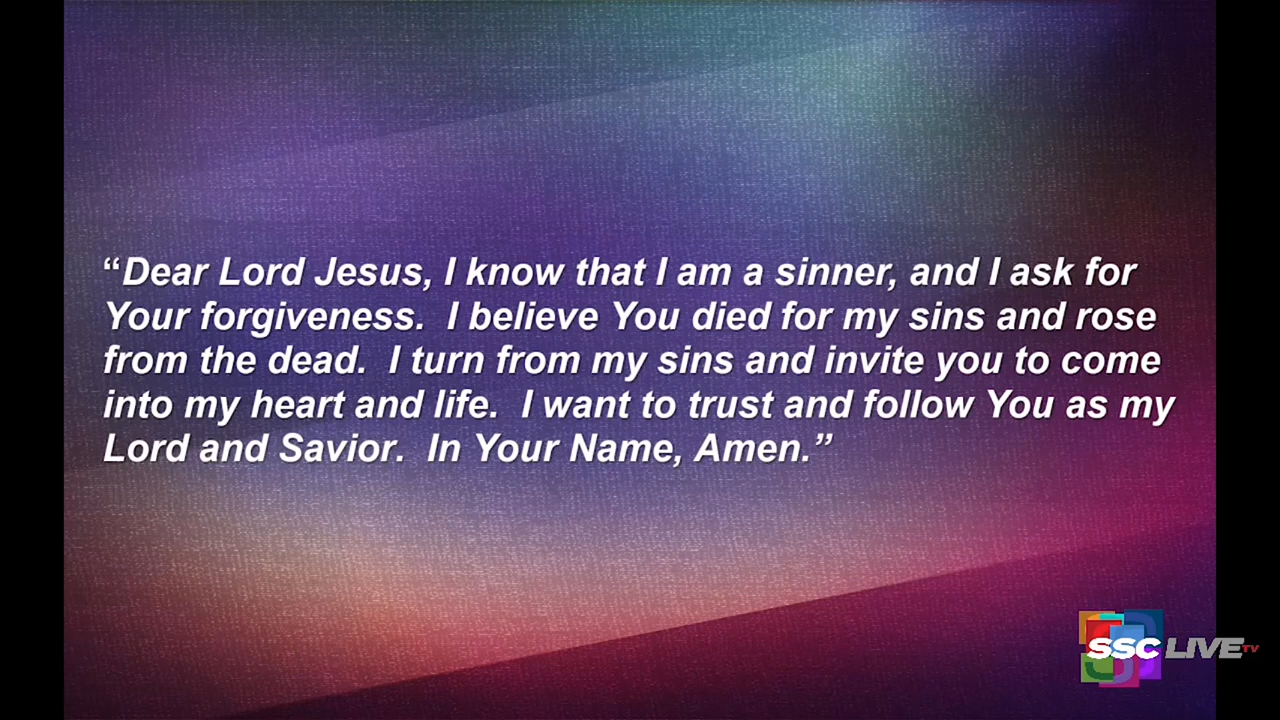 “Dear Lord Jesus, I know that I am a sinner, and I ask for
Your forgiveness.  I believe You died for my sins and rose
from the dead.  I turn from my sins and invite you to come
into my heart and life.  I want to trust and follow You as my
Lord and Savior.  In Your Name, Amen.”
SSC LIVE TV